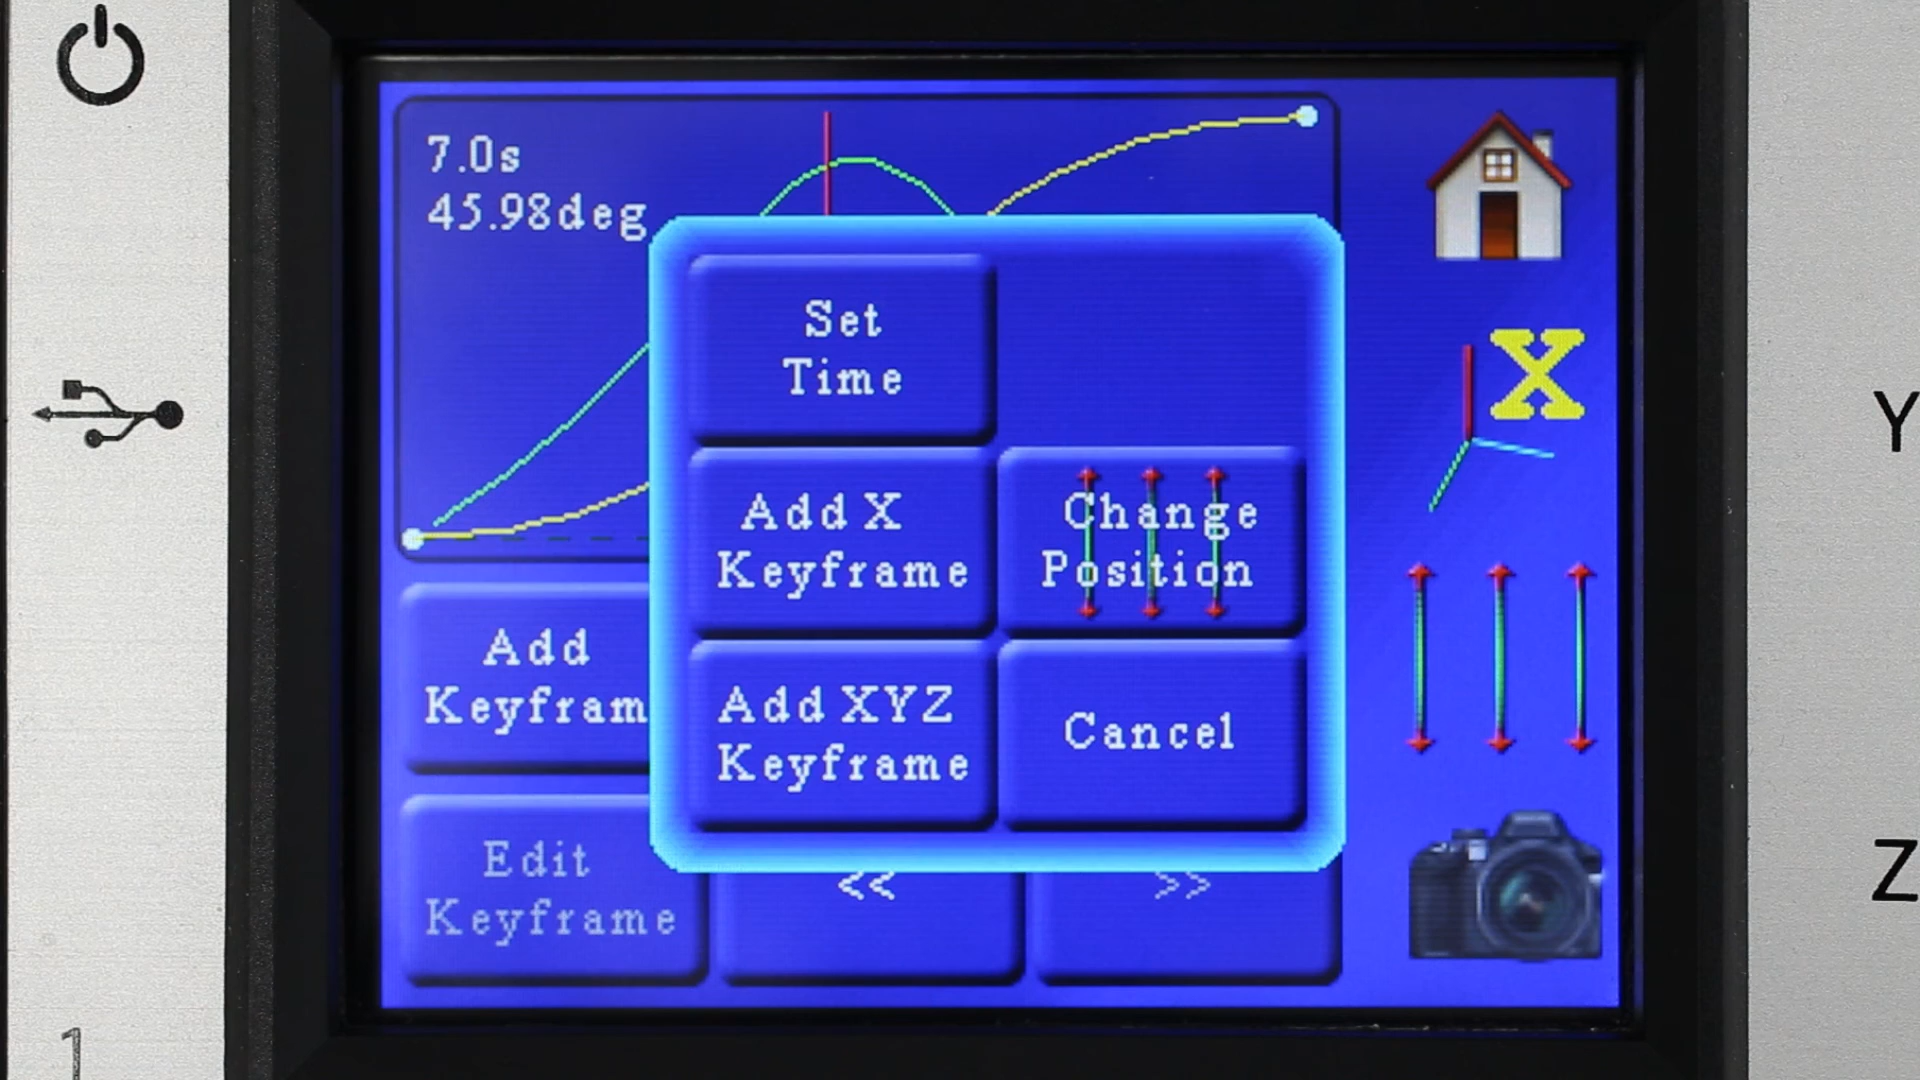 7.0s
45.98deg
Set
Time
X
Y
Add X
Keyframe
Change
Position
Add
Keyfram
Add XYZ
Keyframe
Cancel
Z
Edit
Keyframe
<<
>>
1